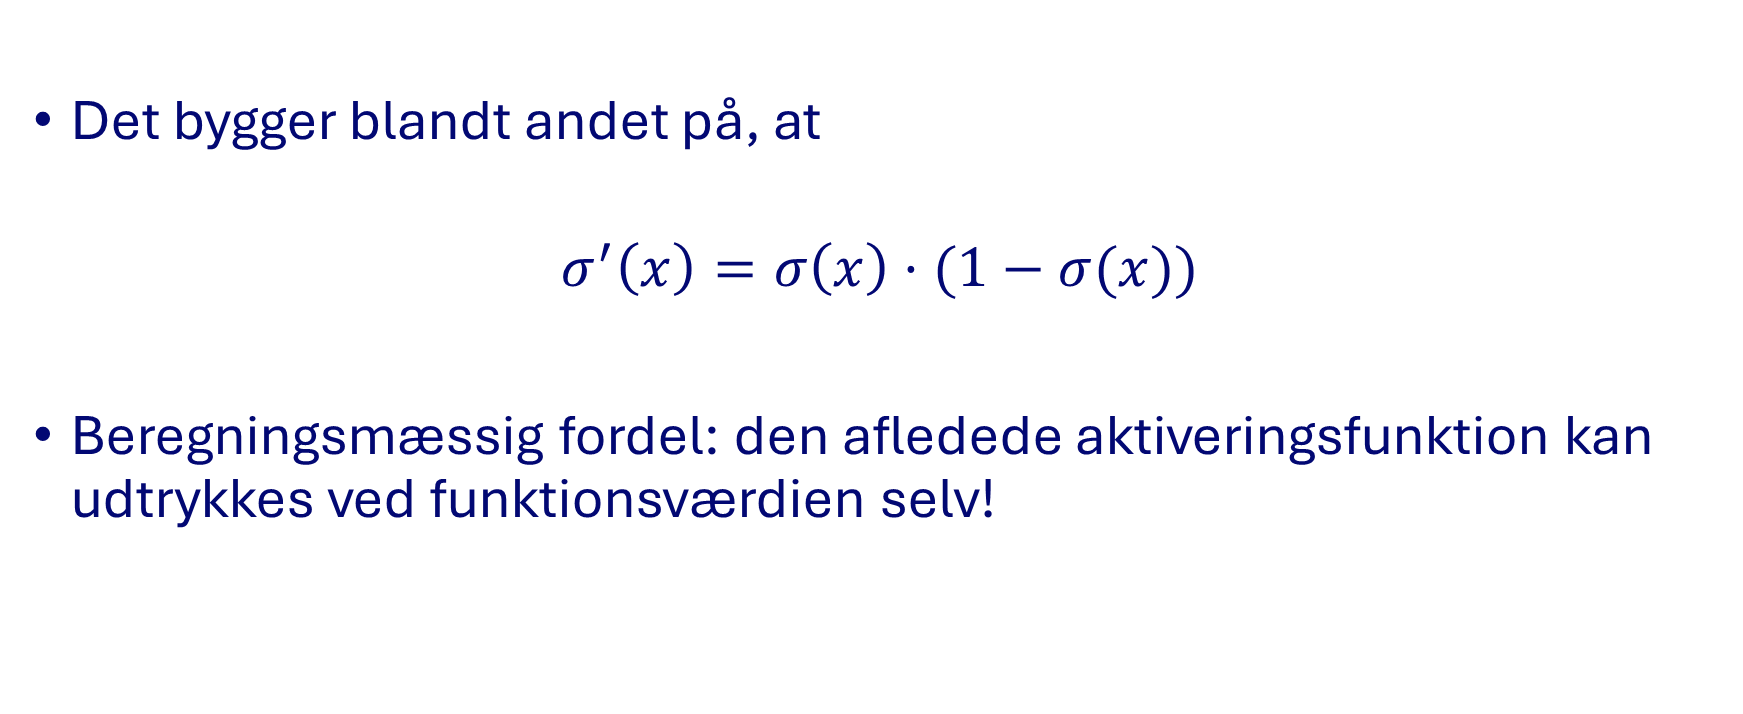 • Det bygger blandt andet på, at
σ′(x) = σ(x) · (1 − σ(x))
• Beregningsmæssig fordel: den afledede aktiveringsfunktion kan
udtrykkes ved funktionsværdien selv!